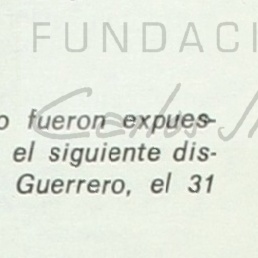 FUNDACI
o fueron expues-
el siguiente dis-
Guerrero, el 31